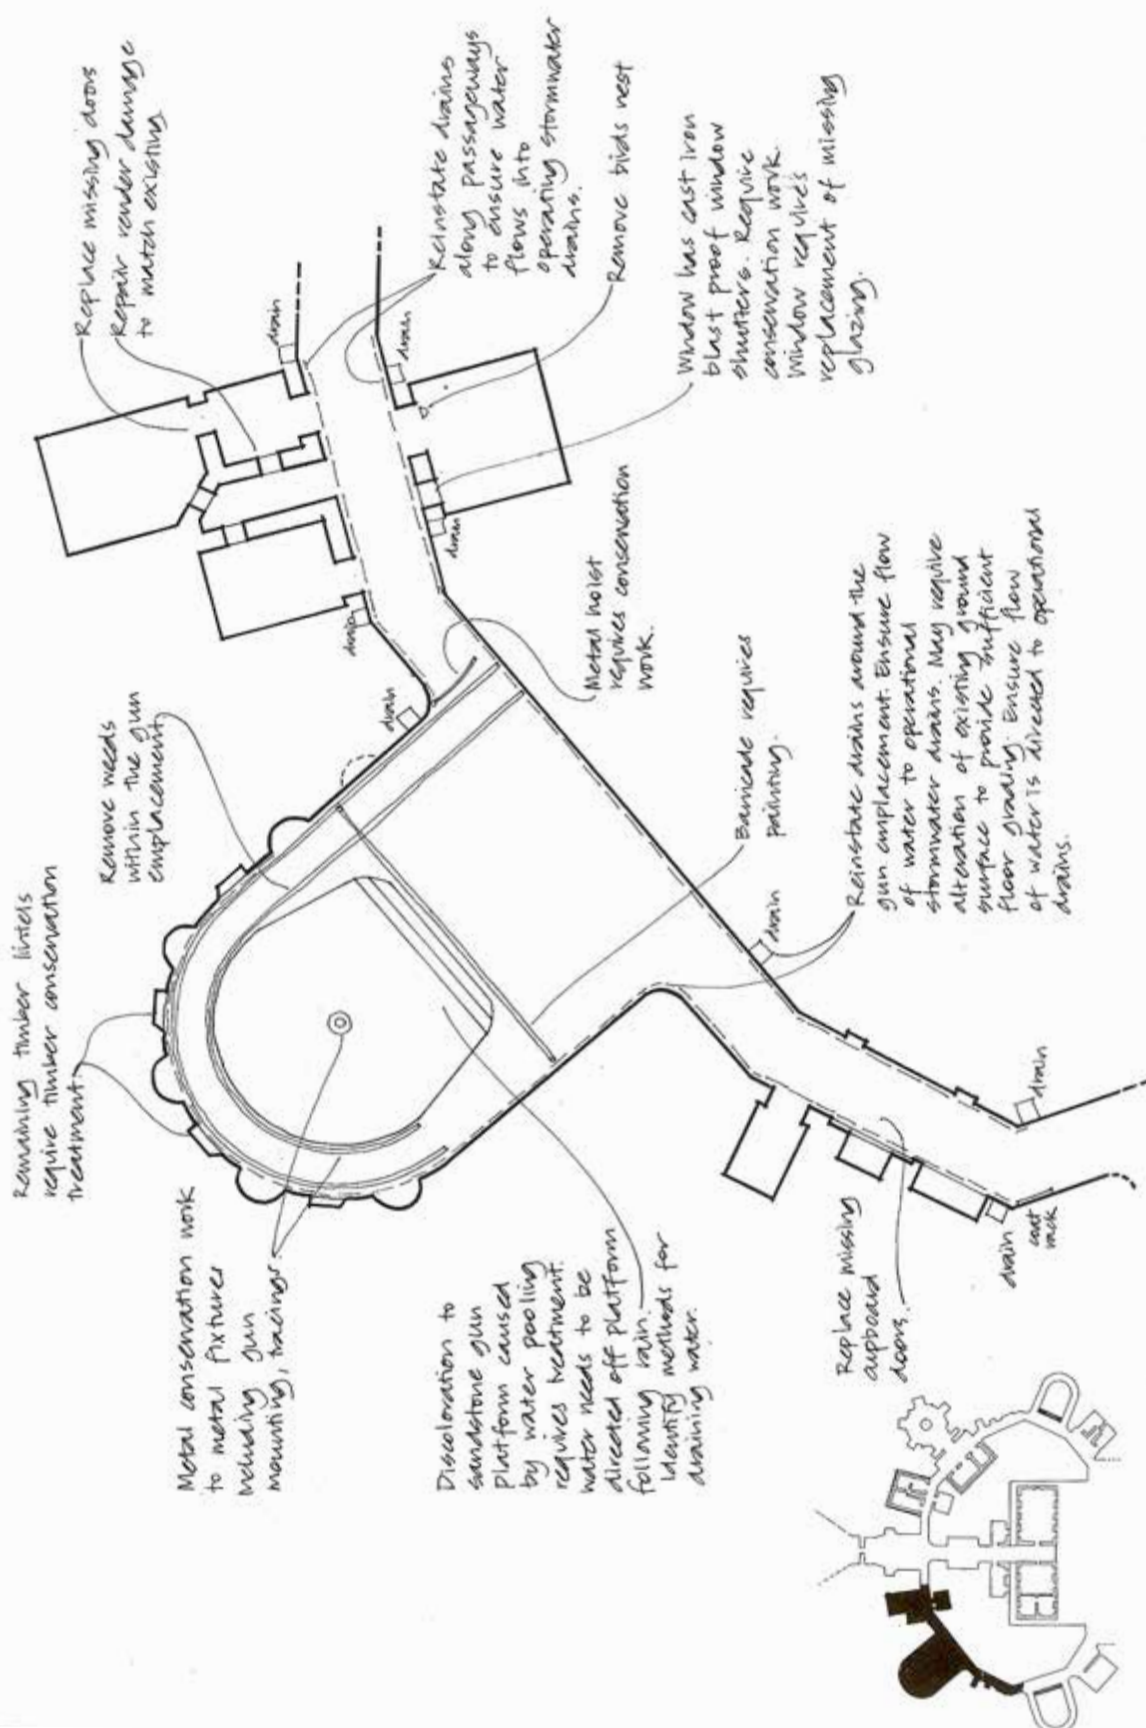 Remaining timber lintels
require timber conservation
treatment.
Remove weeds
within the gun
emplacement
Replace missing doors
Repair render damage
to match existing
drain
Reinstate drains
along passageways
to ensure water
flows into
operating stormwater
drains.
drain
Remove birds nest
Window has cast iron
blast proof window
shutters. Require
conservation work.
Window requires
replacement of missing
glazing.
drain
drain
drain
Metal hoist
requires conservation
work.
Metal conservation work
to metal fixtures
including gun
mounting, racings.
Discoloration to
sandstone gun
platform caused
by water pooling
requires treatment.
Water needs to be
directed off platform
following rain.
Identify methods for
draining water.
Barricade requires
painting.
drain
Reinstate drains around the
gun emplacement. Ensure flow
of water to operational
stormwater drains. May require
alteration of existing ground
surface to provide sufficient
floor grading. Ensure flow
of water is directed to operational
drains.
Replace missing
cupboard
doors.
drain
coat
rack
drain